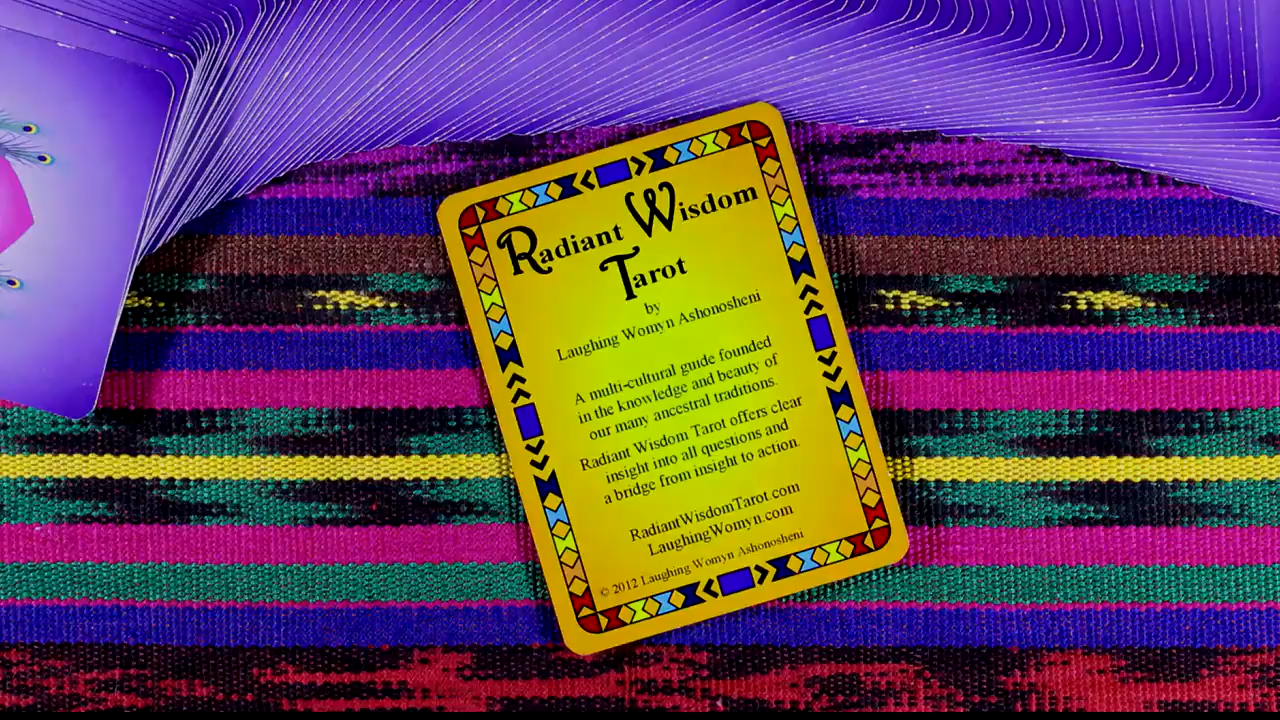 Radiant Wisdom
Tarot
by
Laughing Womyn Ashonosheni
A multi-cultural guide founded
in the knowledge and beauty of
our many ancestral traditions.
Radiant Wisdom Tarot offers clear
insight into all questions and
a bridge from insight to action.
RadiantWisdomTarot.com
LaughingWomyn.com
© 2012 Laughing Womyn Ashonosheni